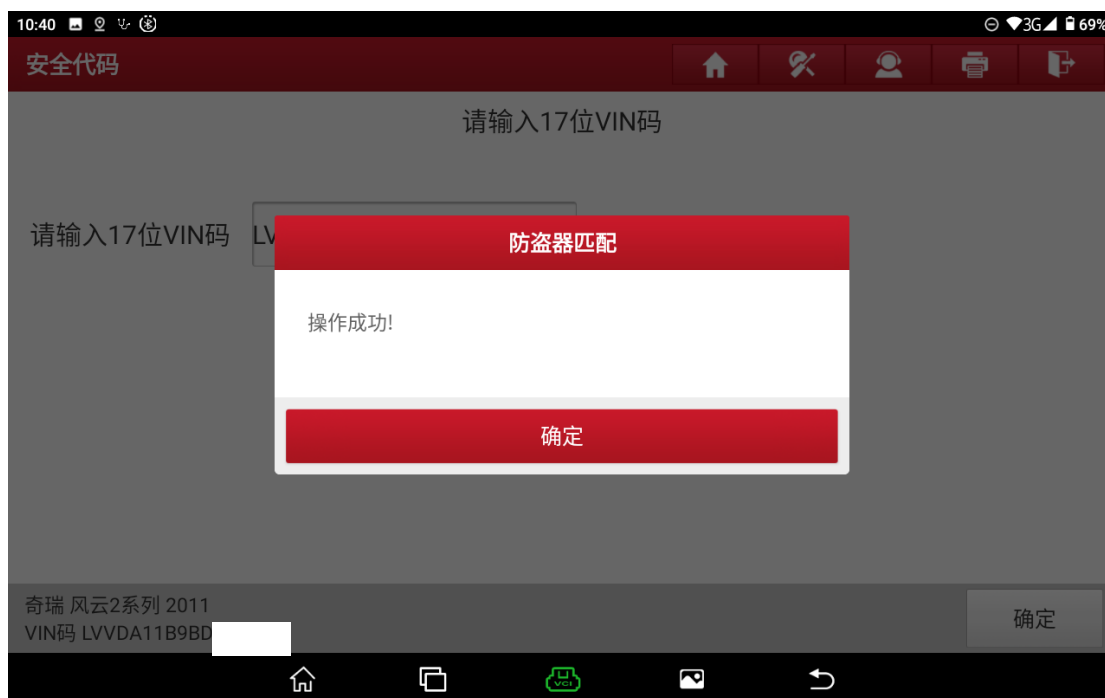 10:40
3G 69%
安全代码
请输入17位VIN码
请输入17位VIN码 LV
防盗器匹配
操作成功!
确定
奇瑞 风云2系列 2011
VIN码 LVVDA11B9BD
确定
VCI